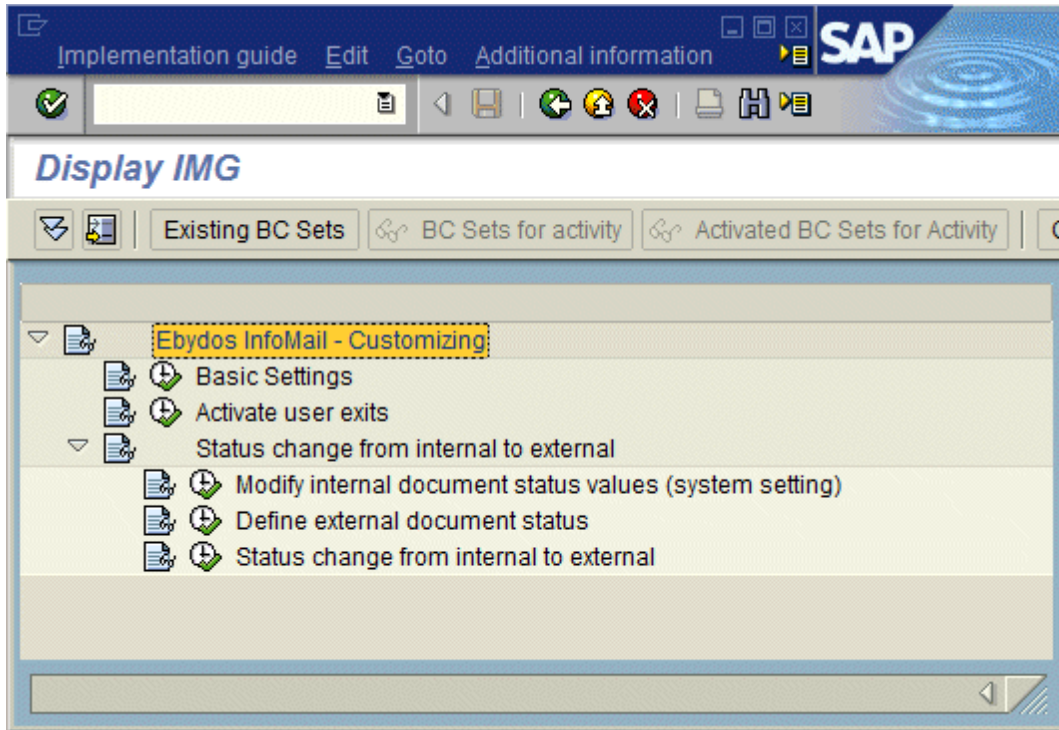 Implementation guide Edit Goto Additional information
SAP
Display IMG
Existing BC Sets BC Sets for activity Activated BC Sets for Activity
Ebydos InfoMail - Customizing
Basic Settings
Activate user exits
Status change from internal to external
Modify internal document status values (system setting)
Define external document status
Status change from internal to external